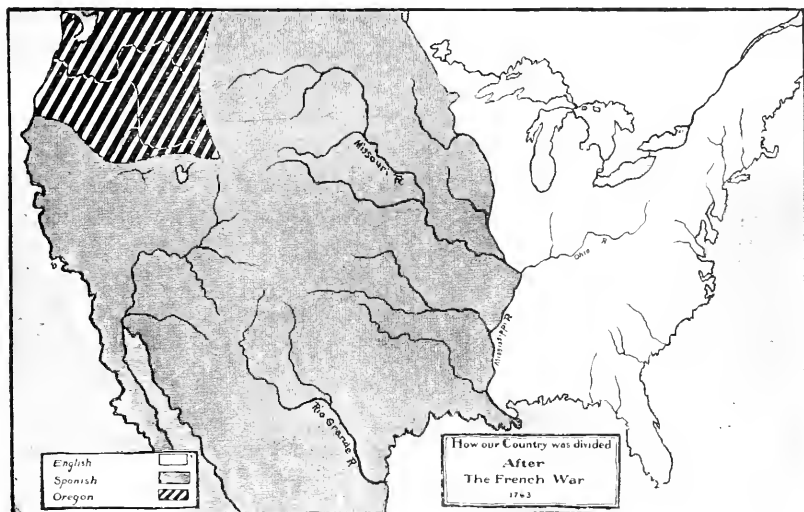 Missouri R
Ohio R
Mississippi R
Rio Grande R
English
Spanish
Oregon
How our Country was divided
After
The French War
1763